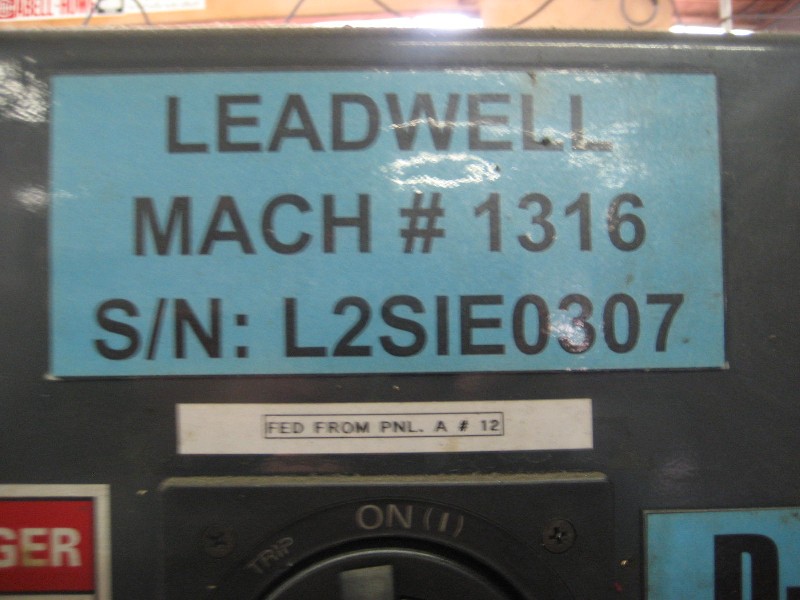 LEADWELL
MACH # 1316
S/N: L2SIE0307
FED FROM PNL. A # 12
ON (I)
TRIP
GER